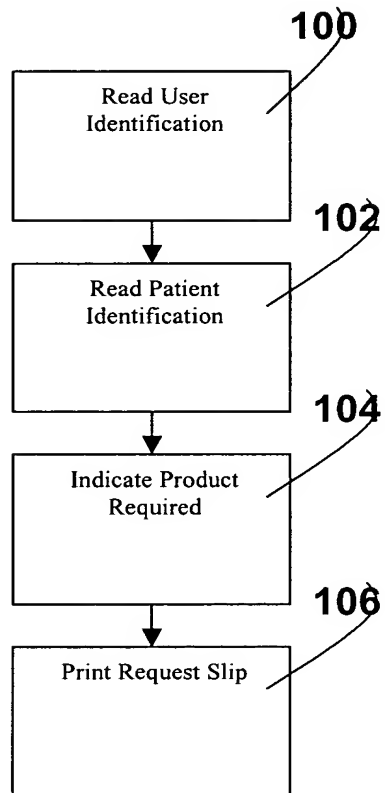 100
Read User
Identification
102
Read Patient
Identification
104
Indicate Product
Required
106
Print Request Slip